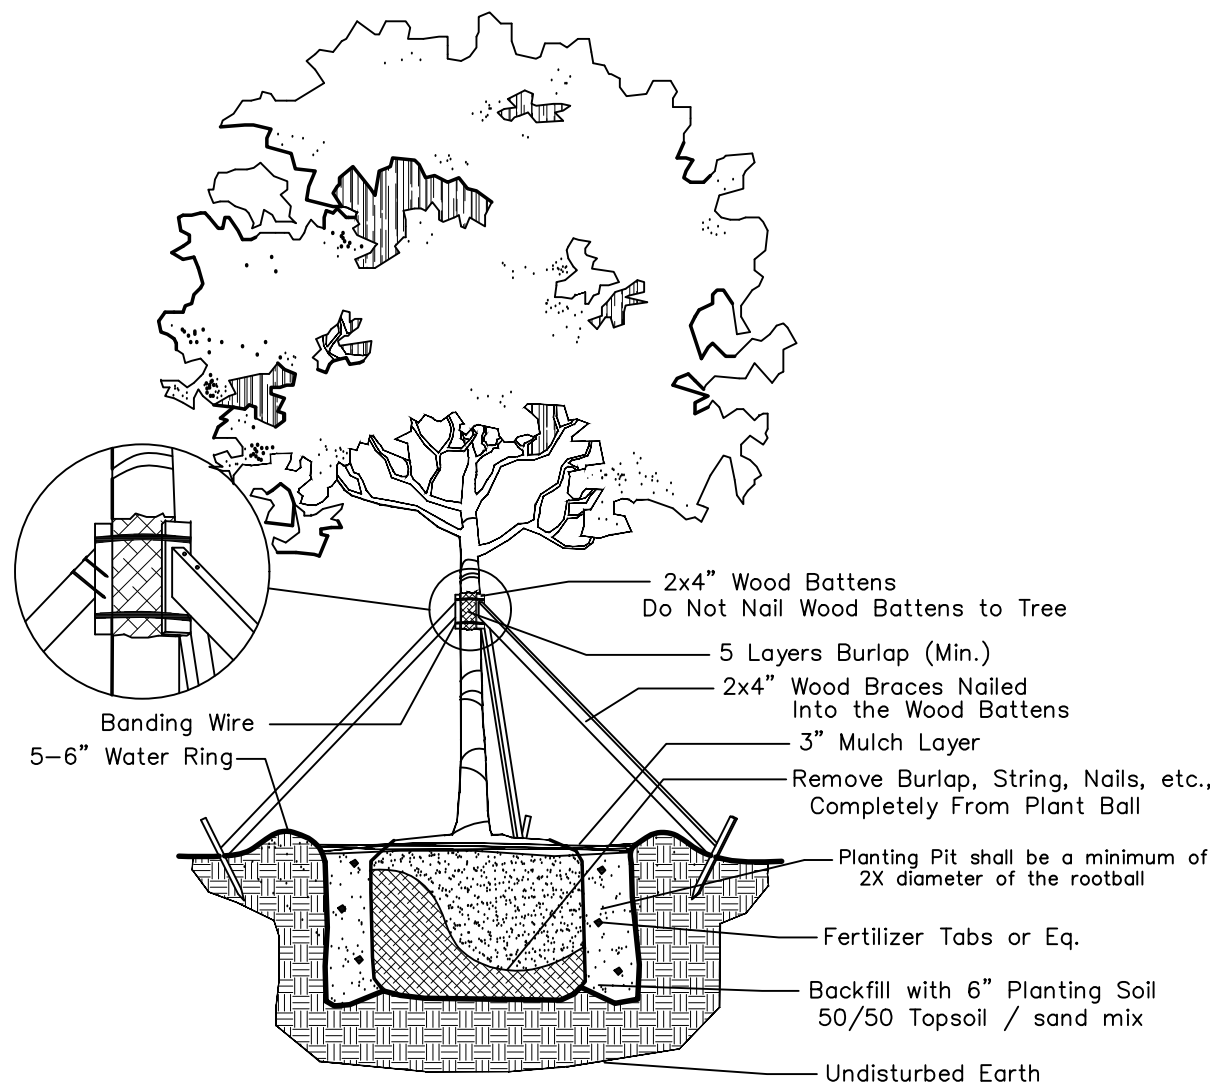 2x4” Wood Battens
Do Not Nail Wood Battens to Tree
5 Layers Burlap (Min.)
2x4” Wood Braces Nailed
Into the Wood Battens
Banding Wire
3” Mulch Layer
5-6” Water Ring
Remove Burlap, String, Nails, etc.,
Completely From Plant Ball
Planting Pit shall be a minimum of
2X diameter of the rootball
Fertilizer Tabs or Eq.
Backfill with 6” Planting Soil
50/50 Topsoil / sand mix
Undisturbed Earth